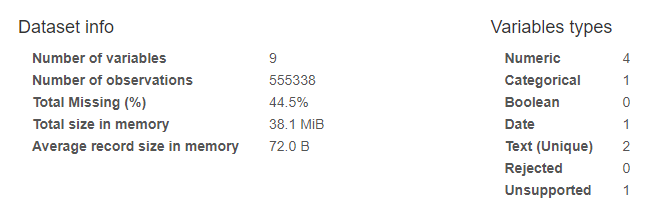 Dataset info
Number of variables 9
Number of observations 555338
Total Missing (%) 44.5%
Total size in memory 38.1 MiB
Average record size in memory 72.0 B
Variables types
Numeric 4
Categorical 1
Boolean 0
Date 1
Text (Unique) 2
Rejected 0
Unsupported 1